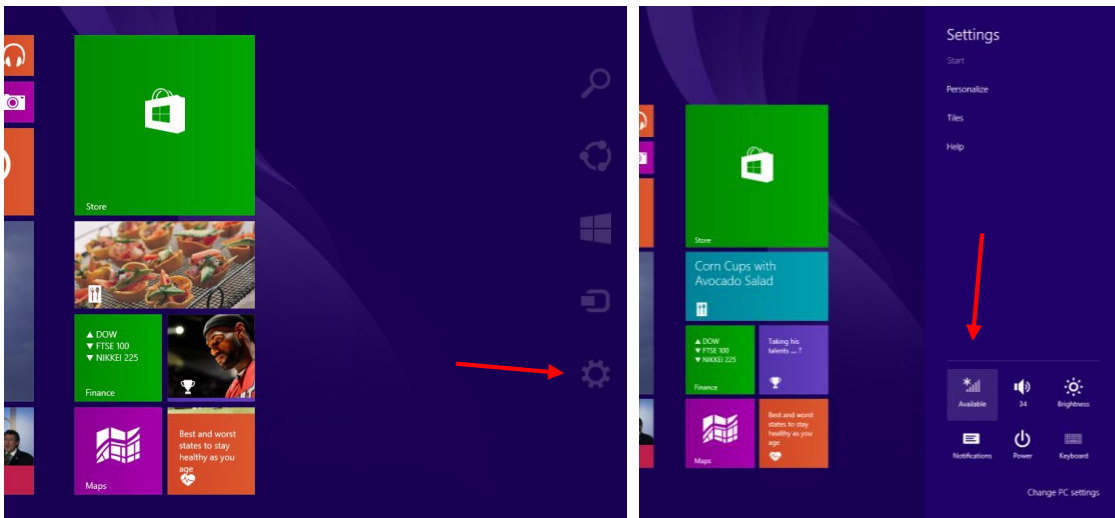 Store
▲ DOW
▼ FTSE 100
▼ NIKKEI 225
Finance
Maps
Best and worst
states to stay
healthy as you
age
Store
Corn Cups with
Avocado Salad
▲ DOW
▼ FTSE 100
▼ NIKKEI 225
Finance
Taking his
talents ... ?
Maps
Best and worst
states to stay
healthy as you
age
Settings
Start
Personalize
Tiles
Help
Available
34
Brightness
Notifications
Power
Keyboard
Change PC settings